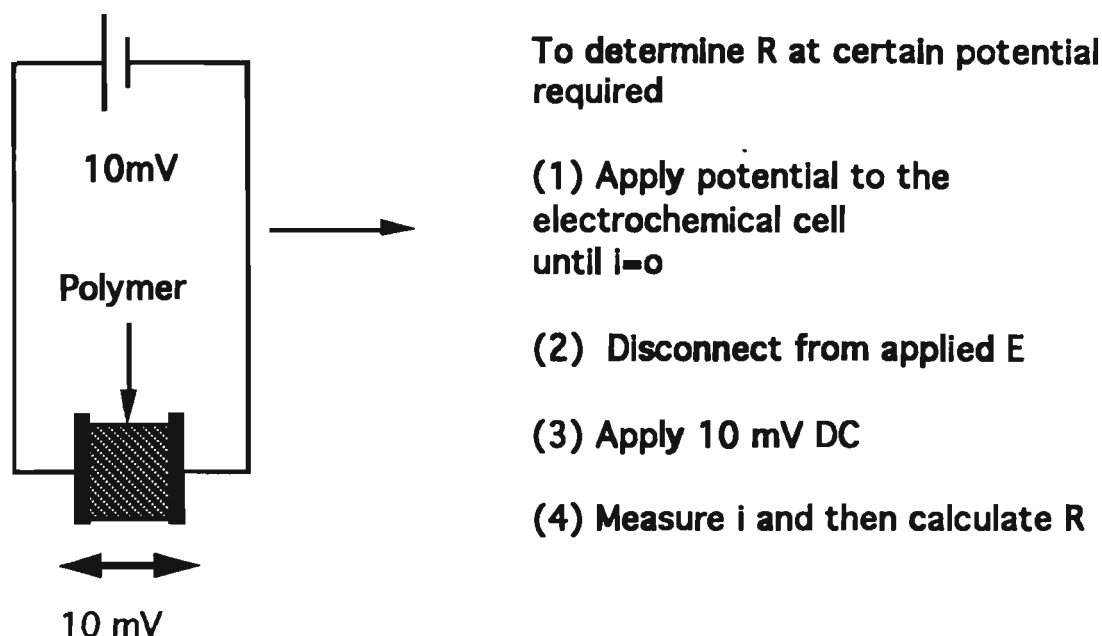 10mV
Polymer
10 mV
To determine R at certain potential
required
(1) Apply potential to the
electrochemical cell
until i=o
(2) Disconnect from applied E
(3) Apply 10 mV DC
(4) Measure i and then calculate R